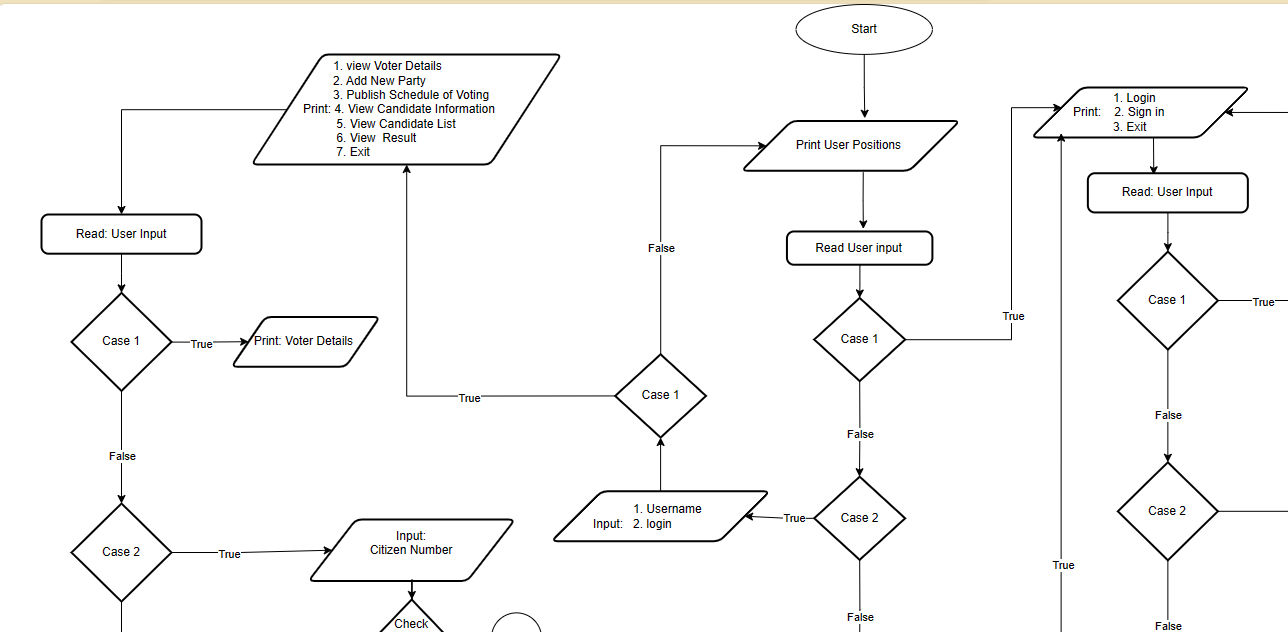 Start
1. view Voter Details
2. Add New Party
3. Publish Schedule of Voting
Print: 4. View Candidate Information
5. View Candidate List
6. View Result
7. Exit
1. Login
Print: 2. Sign in
3. Exit
Print User Positions
Read: User Input
Read: User Input
Read User input
False
Case 1
True
True
Case 1
Case 1
True
Print: Voter Details
True
Case 1
False
False
False
Case 2
1. Username
Input: 2. login
True
Case 2
Case 2
True
Input:
Citizen Number
True
False
False
Check